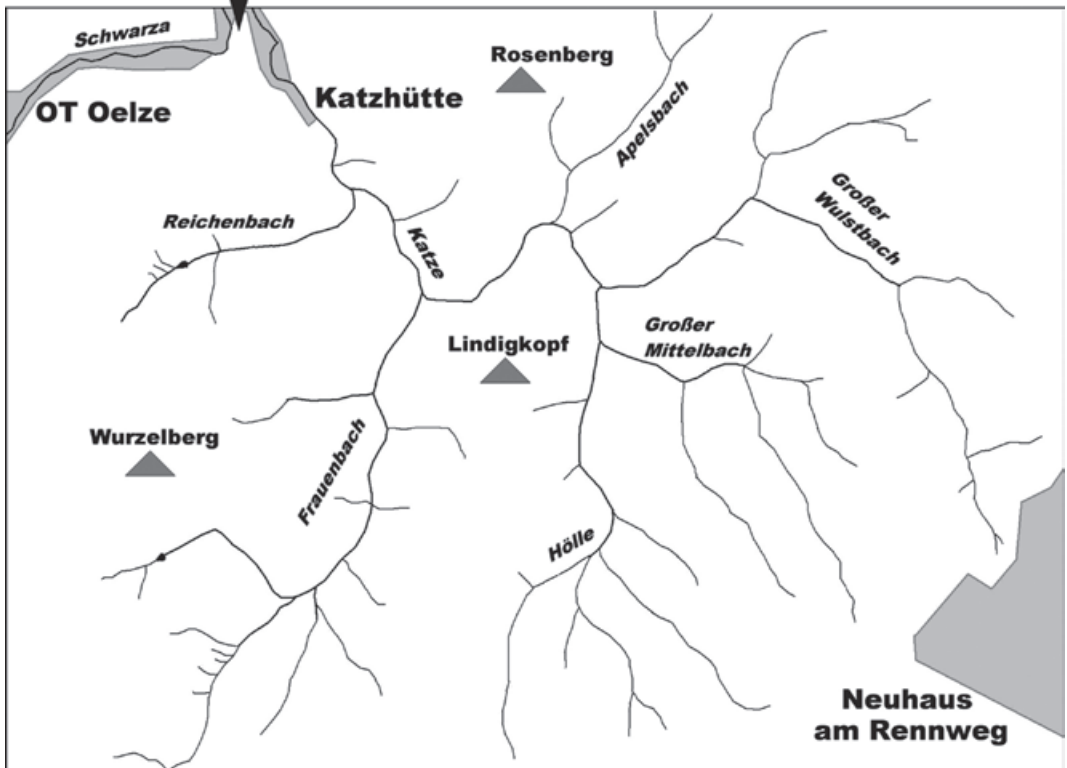 Schwarza
OT Oelze
Katzhütte
Rosenberg
Apelsbach
Großer
Wulstbach
Reichenbach
Katze
Lindigkopf
Großer
Mittelbach
Wurzelberg
Frauenbach
Hölle
Neuhaus
am Rennweg